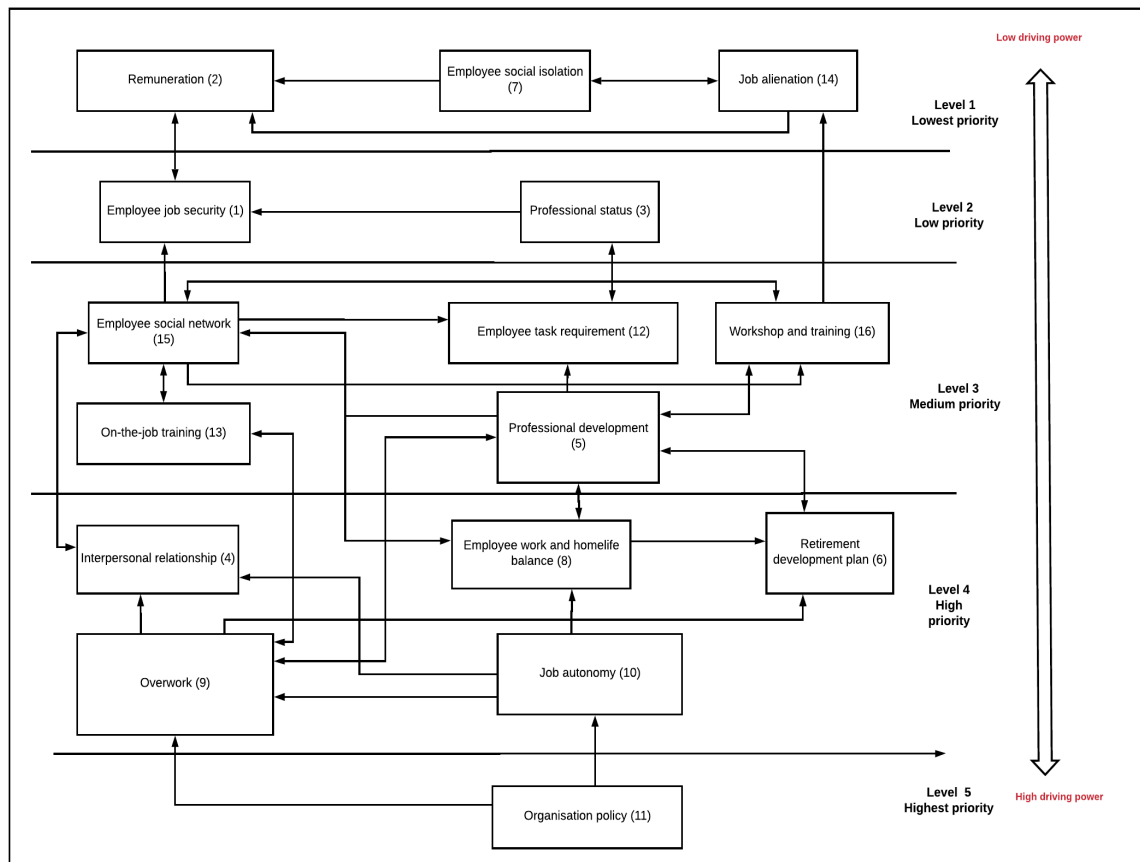 Low driving power
Remuneration (2)
Employee social isolation
(7)
Job alienation (14)
Level 1
Lowest priority
Employee job security (1)
Professional status (3)
Level 2
Low priority
Employee social network
(15)
Employee task requirement (12)
Workshop and training (16)
Level 3
Medium priority
On-the-job training (13)
Professional development
(5)
Interpersonal relationship (4)
Employee work and homelife
balance (8)
Retirement
development plan (6)
Level 4
High
priority
Overwork (9)
Job autonomy (10)
Level 5
Highest priority
High driving power
Organisation policy (11)